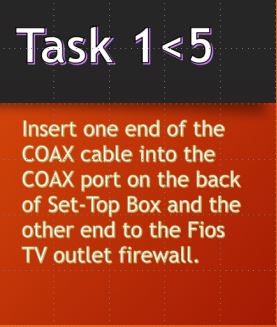 Task 1<5
Insert one end of the
COAX cable into the
COAX port on the back
of Set-Top Box and the
other end to the Fios
TV outlet firewall.